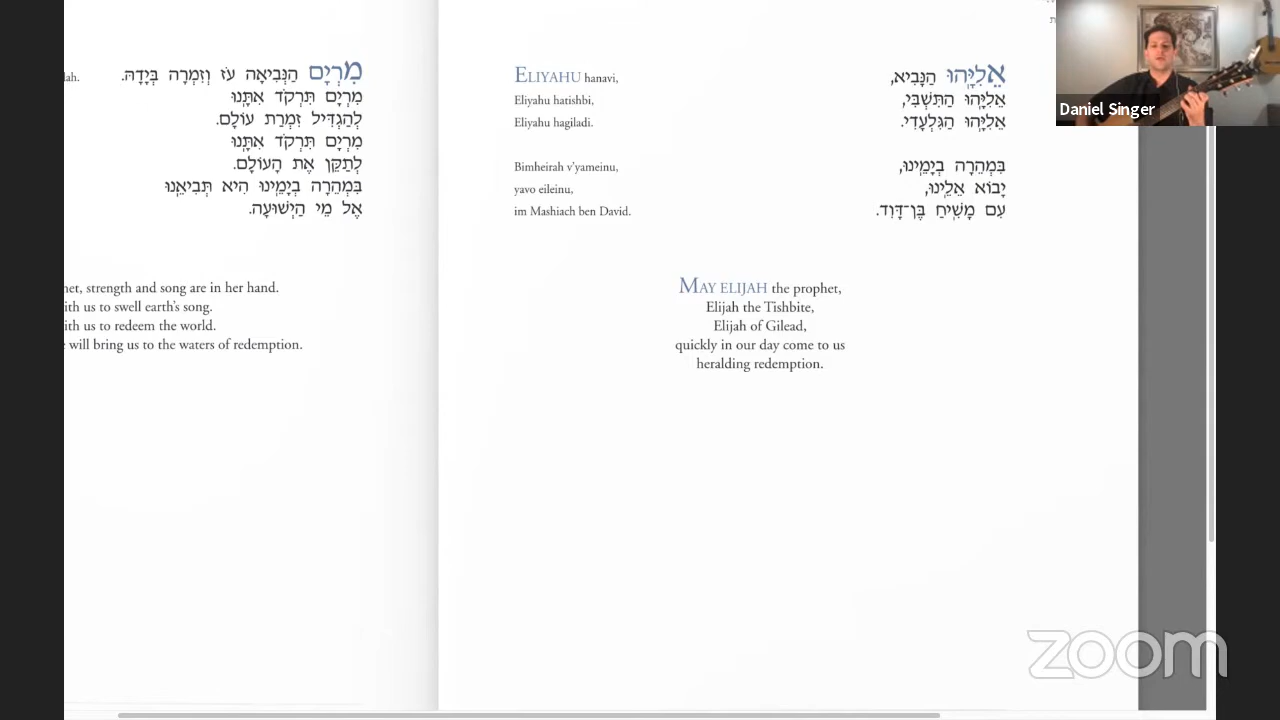 lah.
מִרְיָם הַנְּבִיאָה עֹז וְזִמְרָה בְּיָדָהּ.
מִרְיָם תִּרְקֹד אִתָּנוּ
לְהַגְדִּיל זִמְרַת עוֹלָם.
מִרְיָם תִּרְקֹד אִתָּנוּ
לְתַקֵּן אֶת הָעוֹלָם.
בִּמְהֵרָה בְיָמֵינוּ הִיא תְּבִיאֵנוּ
אֶל מֵי הַיְשׁוּעָה.
het, strength and song are in her hand.
ith us to swell earth's song.
ith us to redeem the world.
will bring us to the waters of redemption.
ELIYAHU hanavi,
Eliyahu hatishbi,
Eliyahu hagiladi.
Bimheirah v'yameinu,
yavo eileinu,
im Mashiach ben David.
אֵלִיָּהוּ הַנָּבִיא,
אֵלִיָּהוּ הַתִּשְׁבִּי,
אֵלִיָּהוּ הַגִּלְעָדִי.
בִּמְהֵרָה בְיָמֵינוּ,
יָבוֹא אֵלֵינוּ,
עִם מָשִׁיחַ בֶּן־דָּוִד.
MAY ELIJAH the prophet,
Elijah the Tishbite,
Elijah of Gilead,
quickly in our day come to us
heralding redemption.
Daniel Singer
zoom